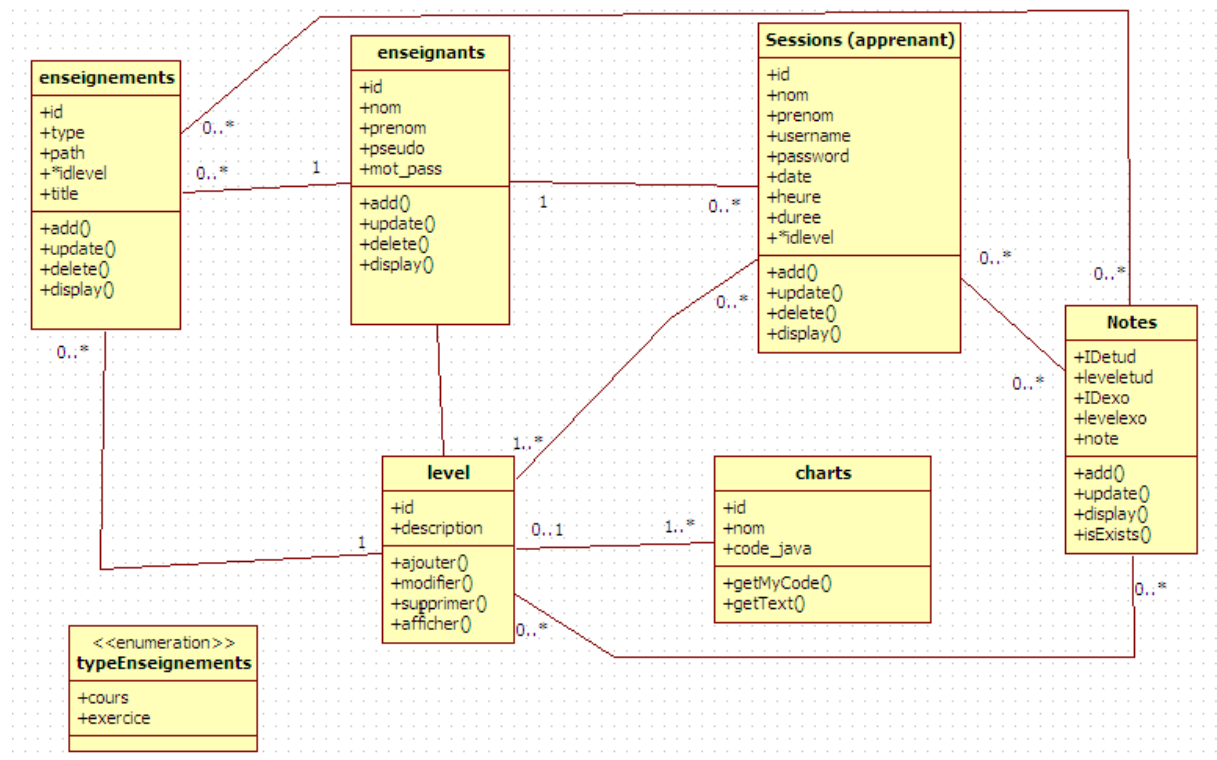 enseignements
+id
+type
+path
+*idlevel
+title
+add()
+update()
+delete()
+display()
enseignants
+id
+nom
+prenom
+pseudo
+mot_pass
+add()
+update()
+delete()
+display()
Sessions (apprenant)
+id
+nom
+prenom
+username
+password
+date
+heure
+duree
+*idlevel
+add()
+update()
+delete()
+display()
0..*
0..*
1
1
0..*
0..*
0..*
0..*
0..*
0..*
Notes
+IDetud
+leveletud
+IDexo
+levelexo
+note
+add()
+update()
+display()
+isExists()
1..*
level
+id
+description
+ajouter()
+modifier()
+supprimer()
+afficher()
1
0..1
1..*
charts
+id
+nom
+code_java
+getMyCode()
+getText()
0..*
0..*
<<enumeration>>
typeEnseignements
+cours
+exercice